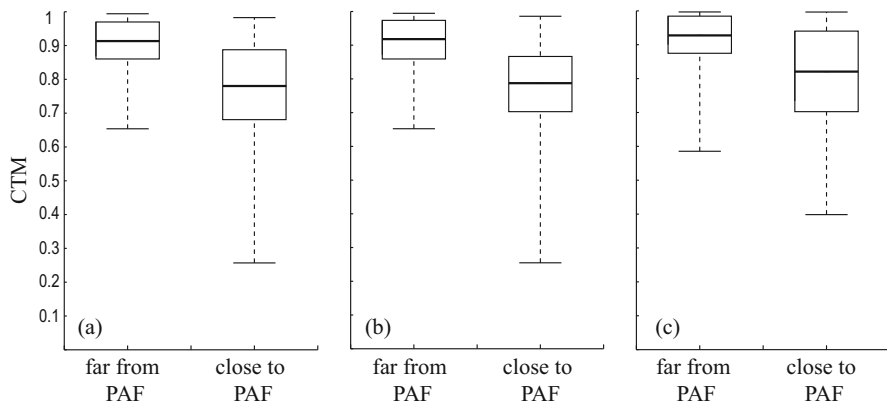 1
0.9
0.8
0.7
0.6
0.5
0.4
0.3
0.2
0.1
CTM
(a)
(b)
(c)
far from PAF
close to PAF
far from PAF
close to PAF
far from PAF
close to PAF